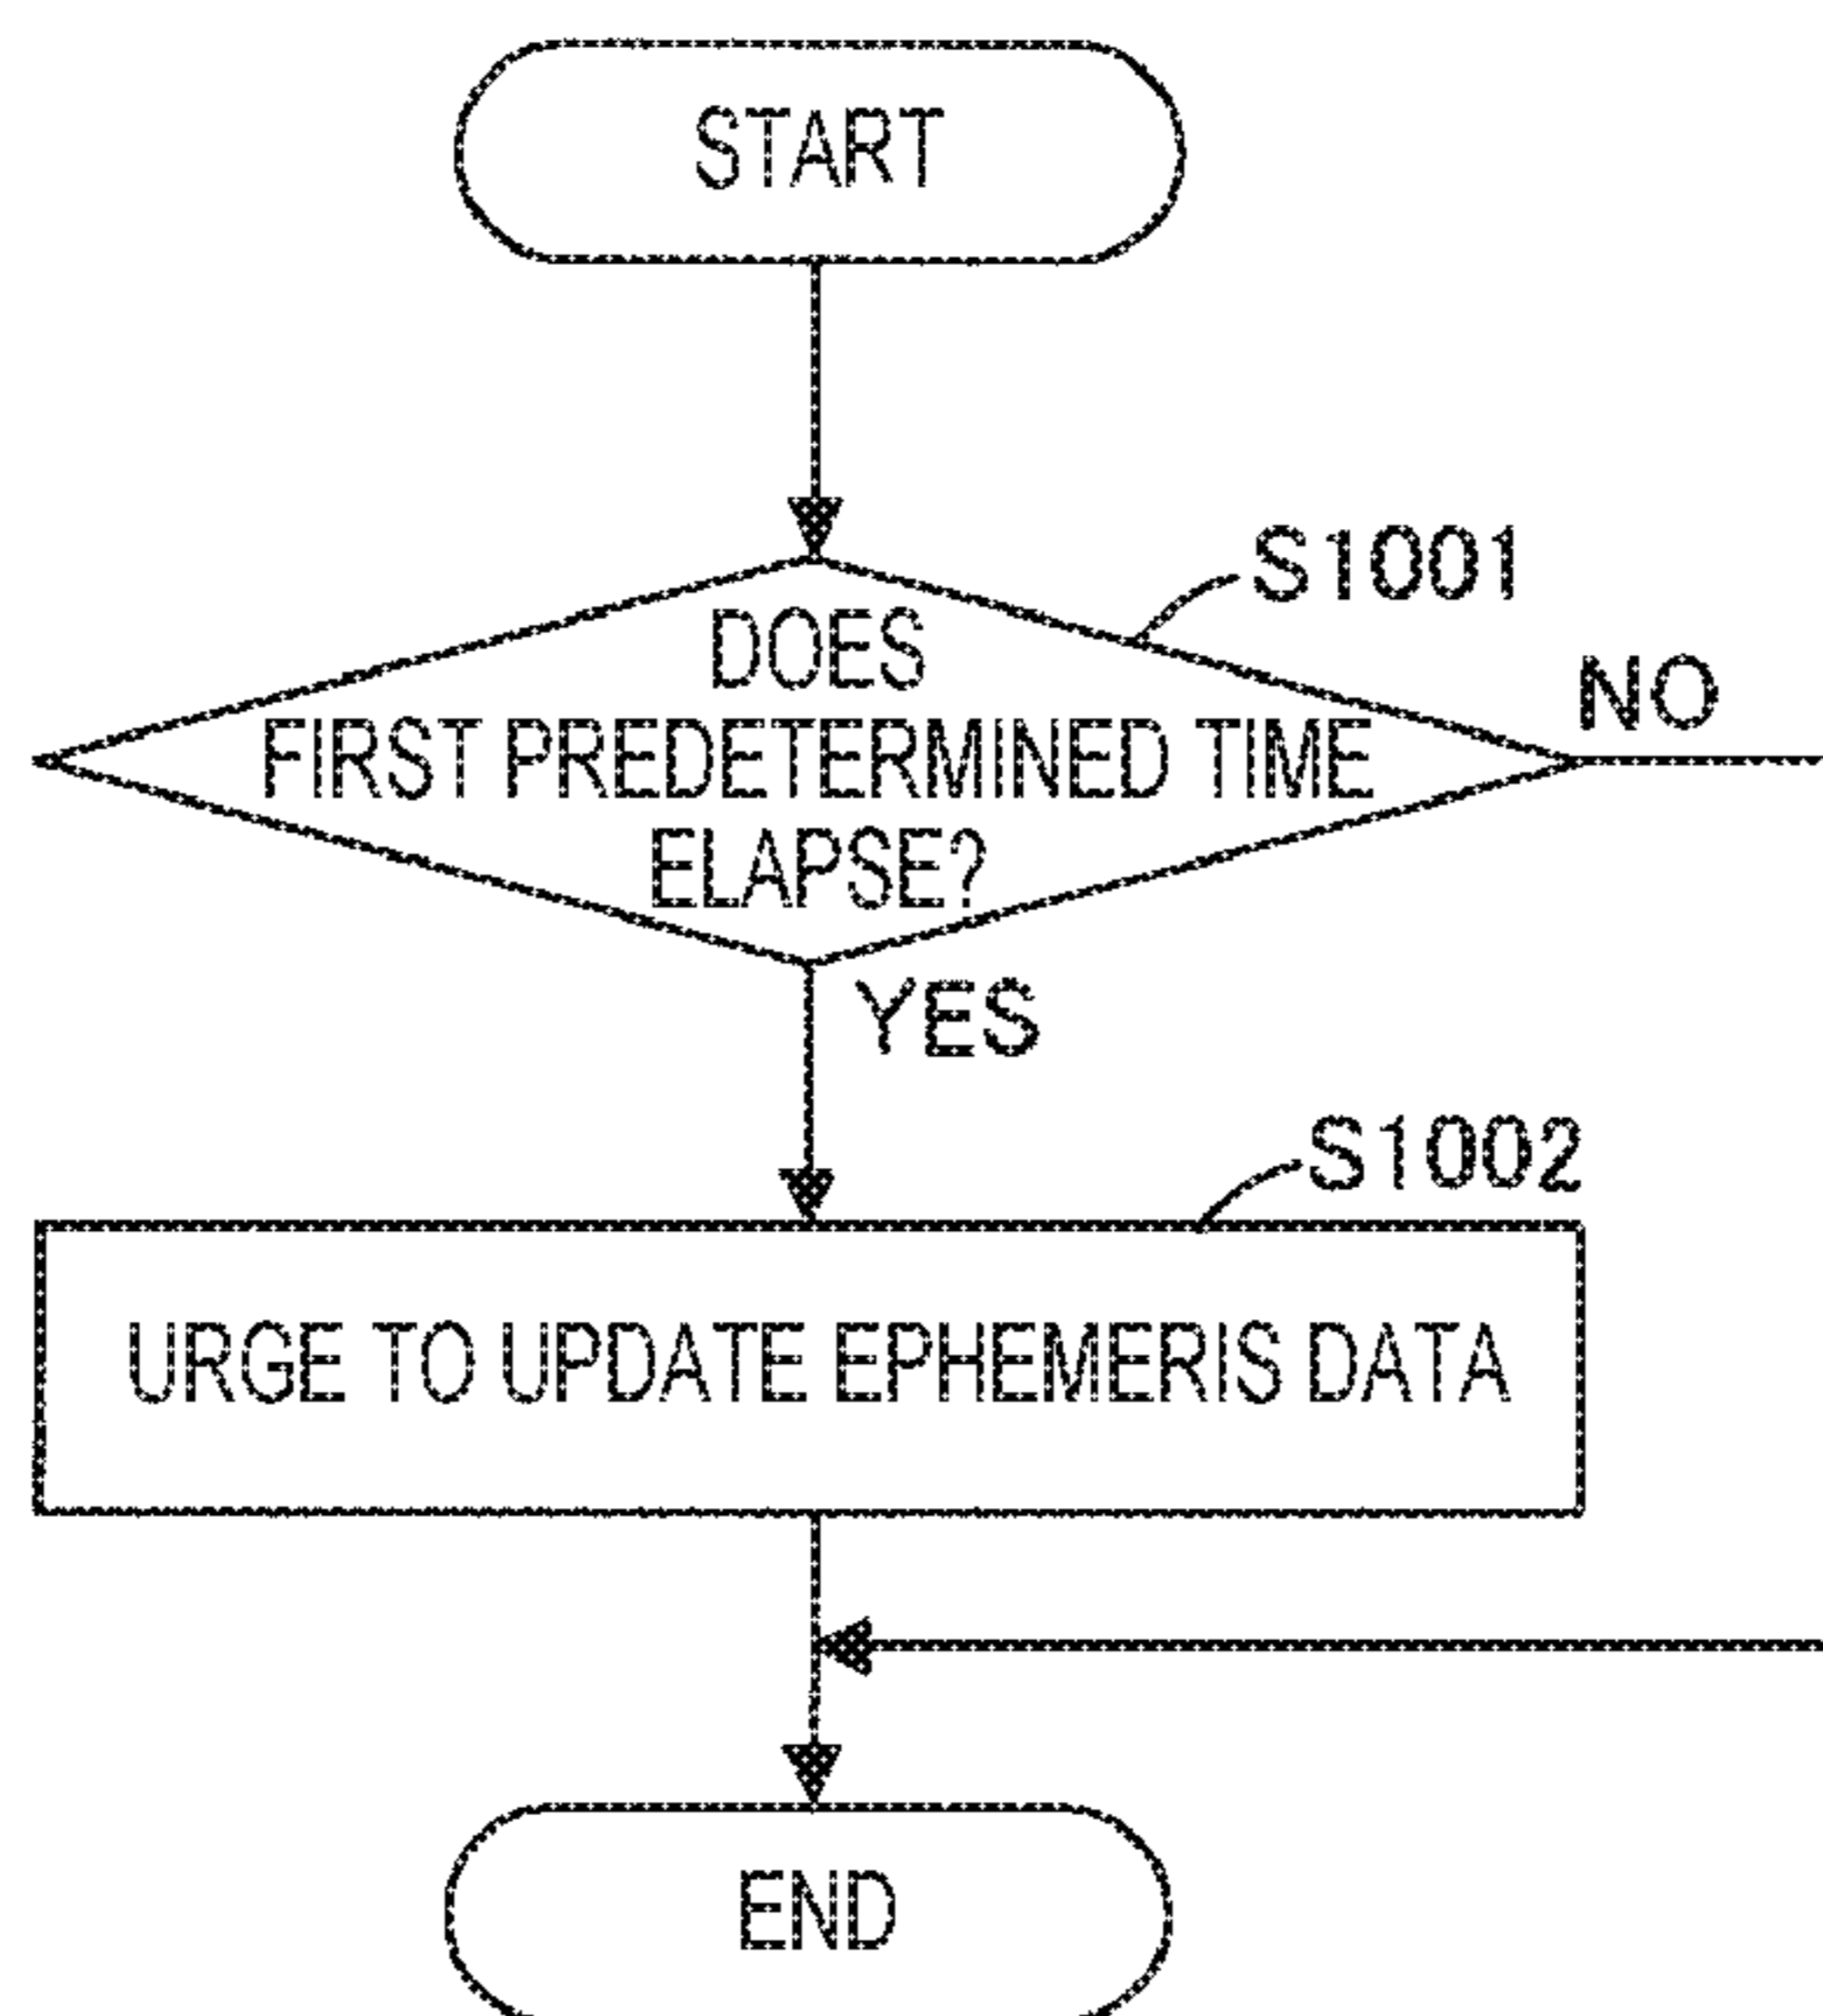 START
S1001
DOES
FIRST PREDETERMINED TIME
ELAPSE?
NO
YES
S1002
URGE TO UPDATE EPHEMERIS DATA
END